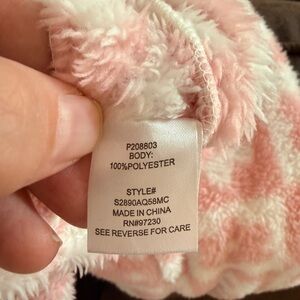 P208803
BODY:
100%POLYESTER
STYLE#
S2890AQ58MC
MADE IN CHINA
RN#97230
SEE REVERSE FOR CARE